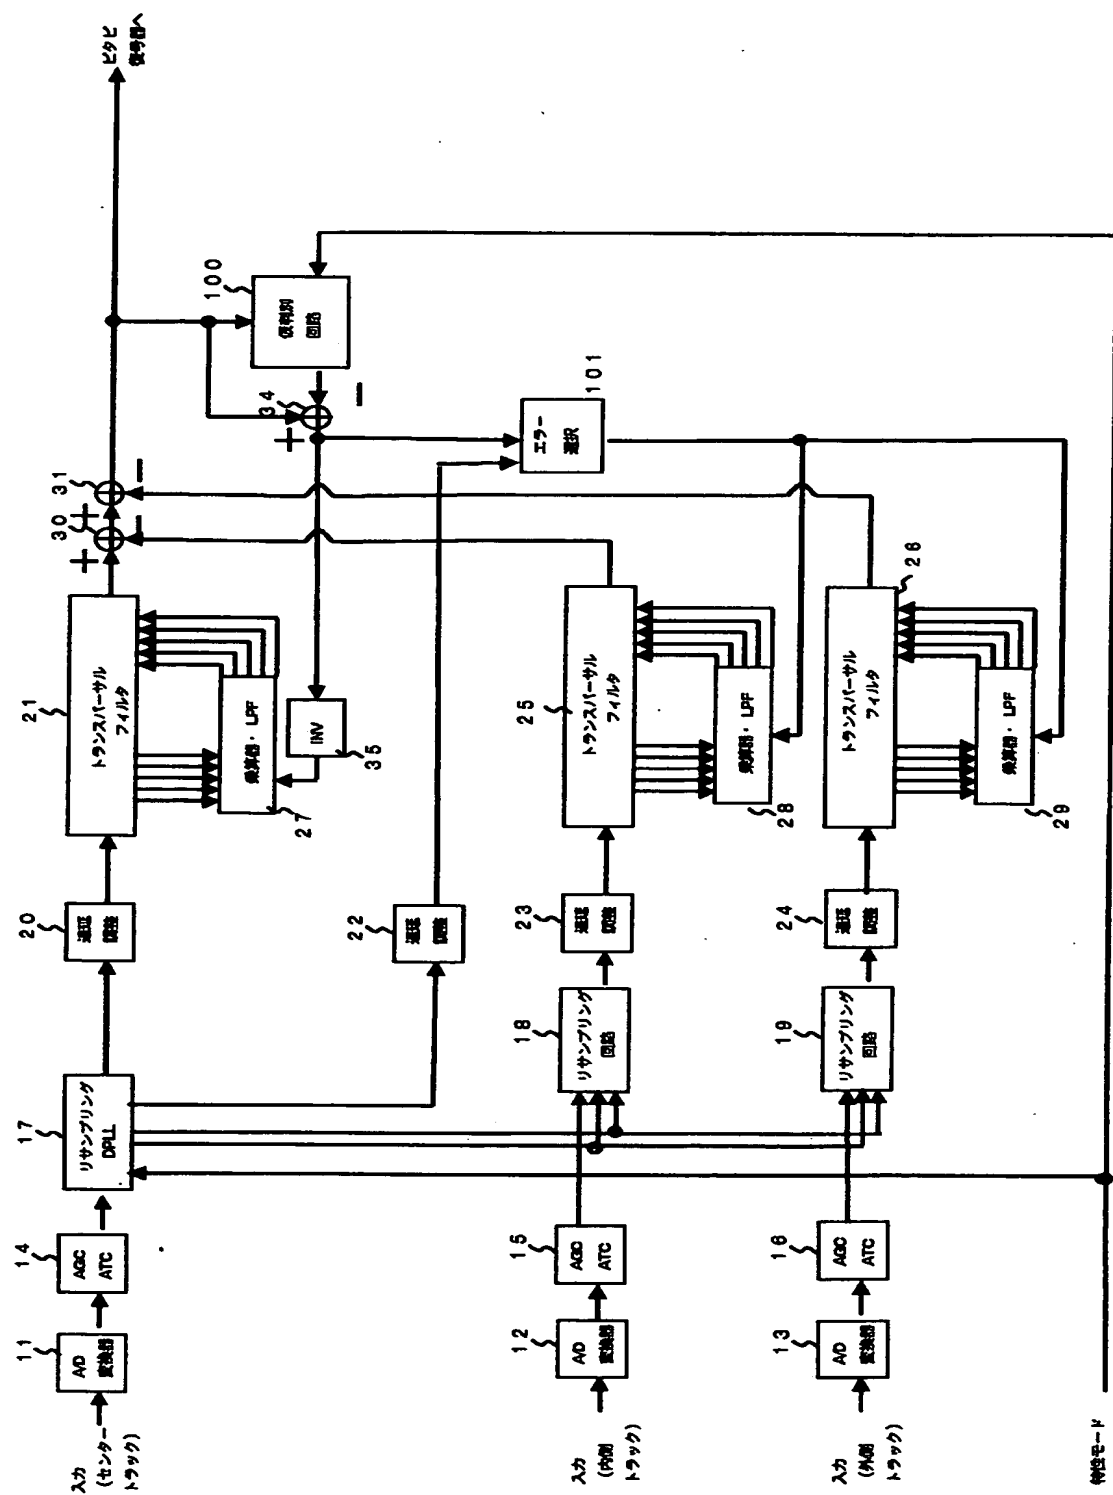 入力
(センター
トラック)
11
A/D
変換器
14
AGC
ATC
17
リサンプリング
DPLL
20
遅延
調整
21
トランスバーサル
フィルタ
27
乗算器・LPF
INV
35
30
31
+
+
−
−
ビタビ
復号器へ
100
仮判別
回路
34
+
−
22
遅延
調整
101
エラー
選択
入力
(内側
トラック)
12
A/D
変換器
15
AGC
ATC
18
リサンプリング
回路
23
遅延
調整
25
トランスバーサル
フィルタ
28
乗算器・LPF
入力
(外側
トラック)
13
A/D
変換器
16
AGC
ATC
19
リサンプリング
回路
24
遅延
調整
26
トランスバーサル
フィルタ
29
乗算器・LPF
特性モード